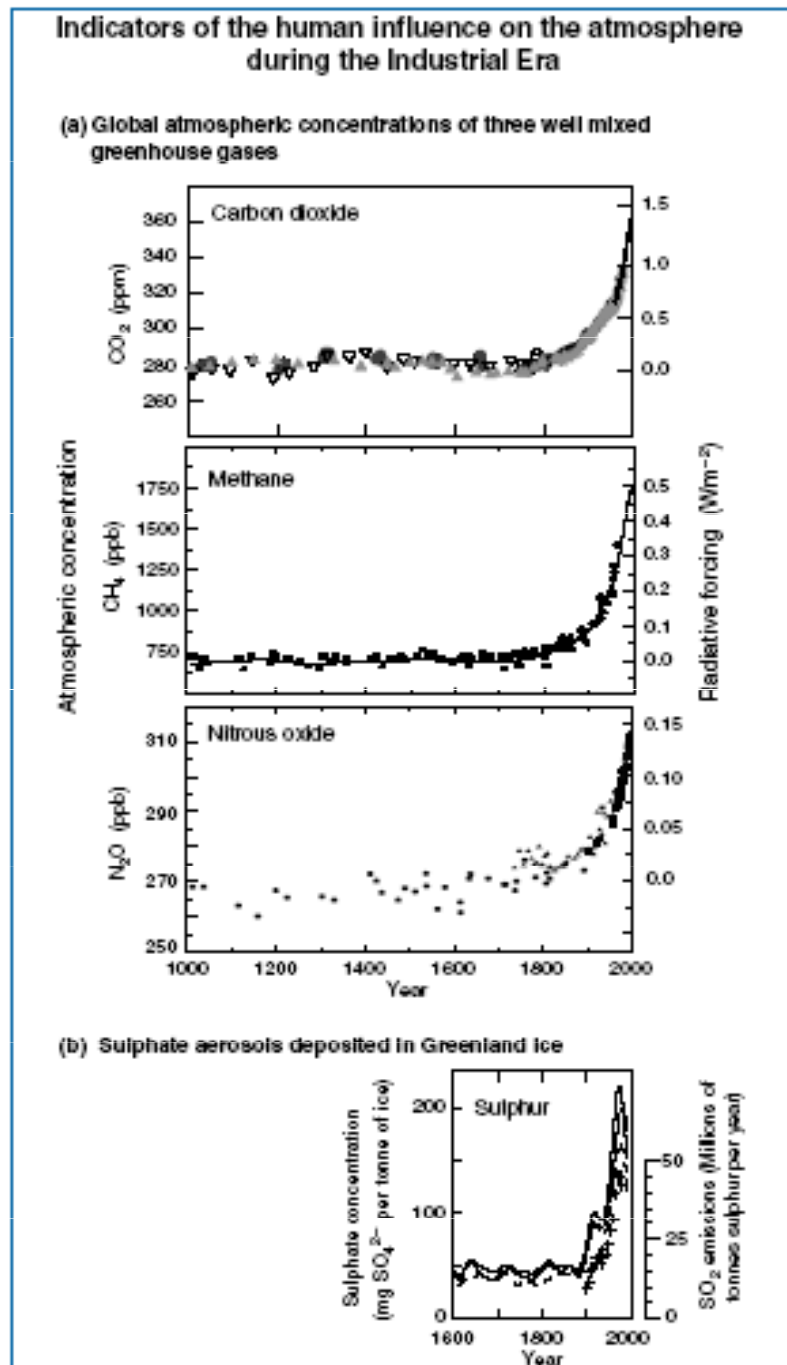 Indicators of the human influence on the atmosphere
during the Industrial Era
(a) Global atmospheric concentrations of three well mixed
greenhouse gases
Carbon dioxide
CO₂ (ppm)
360
340
320
300
280
260
1.5
1.0
0.5
0.0
Methane
CH₄ (ppb)
1750
1500
1250
1000
750
0.5
0.4
0.3
0.2
0.1
0.0
Atmospheric concentration
Radiative forcing (Wm⁻²)
Nitrous oxide
N₂O (ppb)
310
290
270
250
0.15
0.10
0.05
0.0
1000 1200 1400 1600 1800 2000
Year
(b) Sulphate aerosols deposited in Greenland ice
Sulphur
Sulphate concentration
(mg SO₄²⁻ per tonne of ice)
200
100
0
50
25
0
SO₂ emissions (Millions of
tonnes sulphur per year)
1600 1800 2000
Year